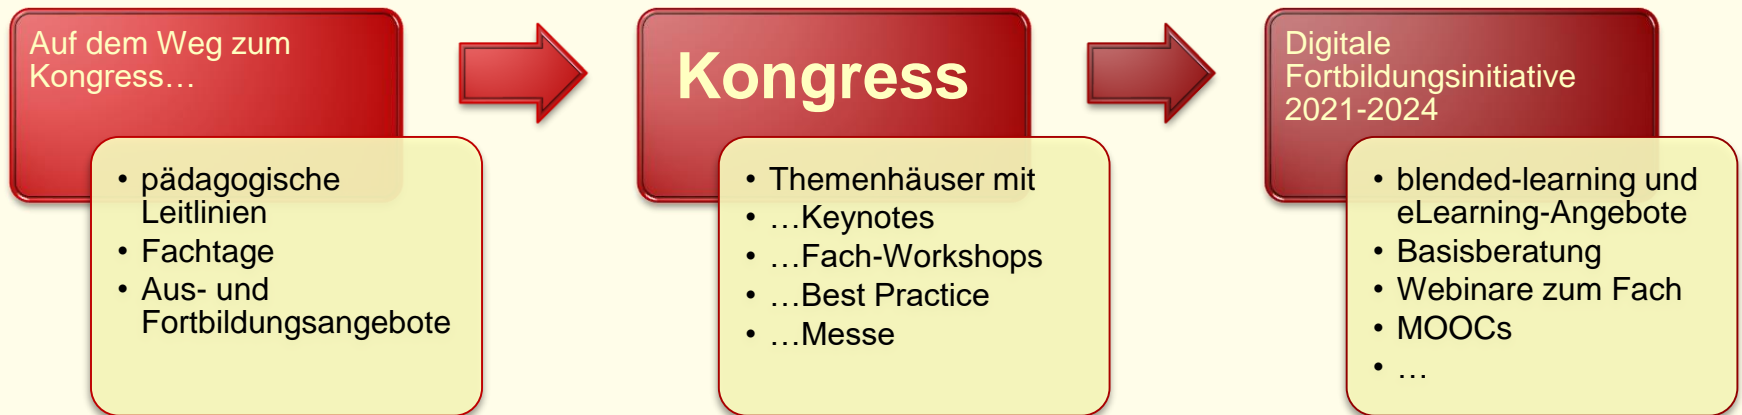 Auf dem Weg zum
Kongress…
• pädagogische
Leitlinien
• Fachtage
• Aus- und
Fortbildungsangebote
Kongress
• Themenhäuser mit
• …Keynotes
• …Fach-Workshops
• …Best Practice
• …Messe
Digitale
Fortbildungsinitiative
2021-2024
• blended-learning und
eLearning-Angebote
• Basisberatung
• Webinare zum Fach
• MOOCs
• …